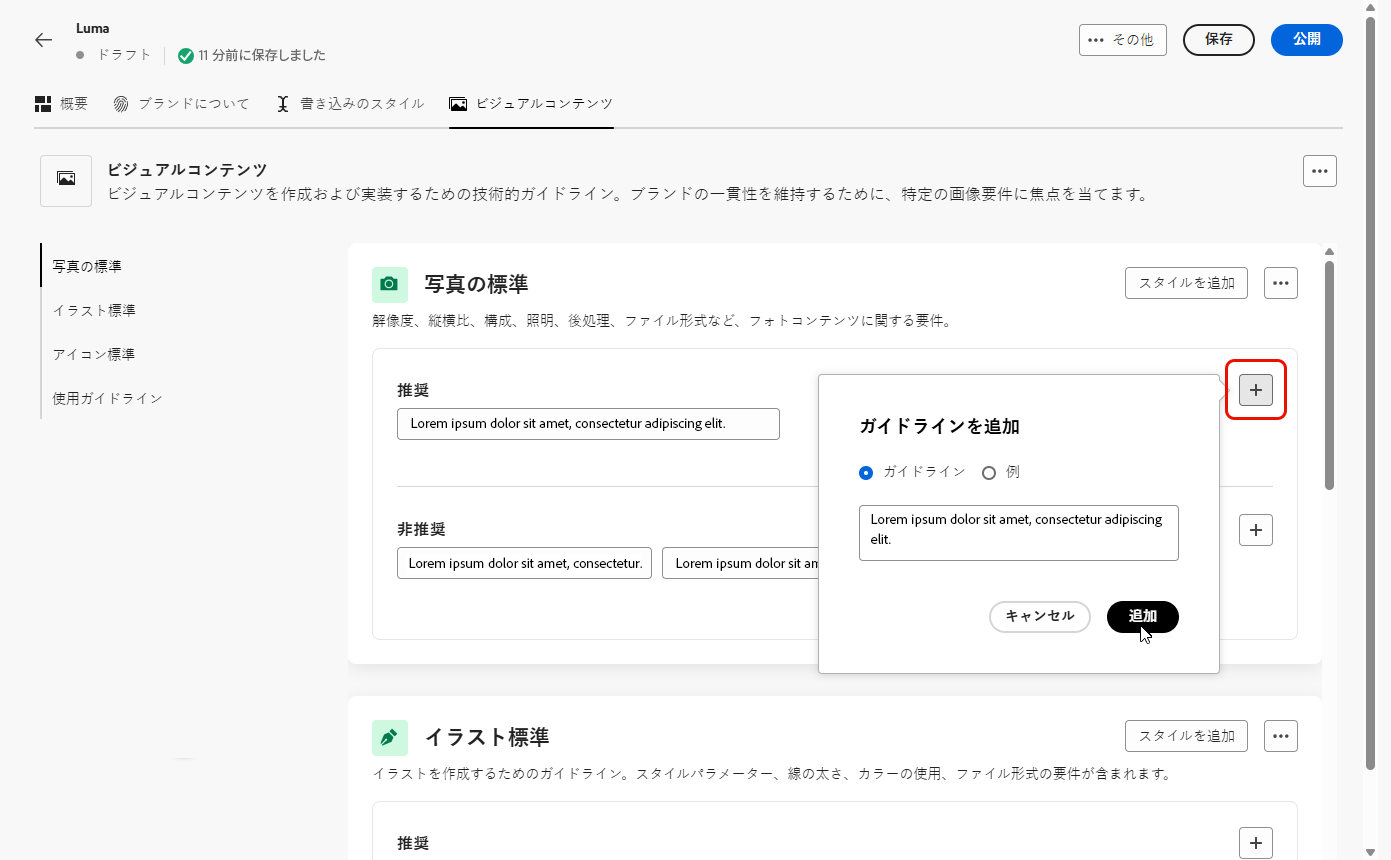 Luma
ドラフト
11 分前に保存しました
その他
保存
公開
概要
ブランドについて
書き込みのスタイル
ビジュアルコンテンツ
ビジュアルコンテンツ
ビジュアルコンテンツを作成および実装するための技術的ガイドライン。ブランドの一貫性を維持するために、特定の画像要件に焦点を当てます。
写真の標準
イラスト標準
アイコン標準
使用ガイドライン
写真の標準
スタイルを追加
解像度、縦横比、構成、照明、後処理、ファイル形式など、フォトコンテンツに関する要件。
推奨
Lorem ipsum dolor sit amet, consectetur adipiscing elit.
非推奨
Lorem ipsum dolor sit amet, consectetur.
Lorem ipsum dolor sit am
ガイドラインを追加
ガイドライン
例
Lorem ipsum dolor sit amet, consectetur adipiscing
elit.
キャンセル
追加
イラスト標準
スタイルを追加
イラストを作成するためのガイドライン。スタイルパラメーター、線の太さ、カラーの使用、ファイル形式の要件が含まれます。
推奨